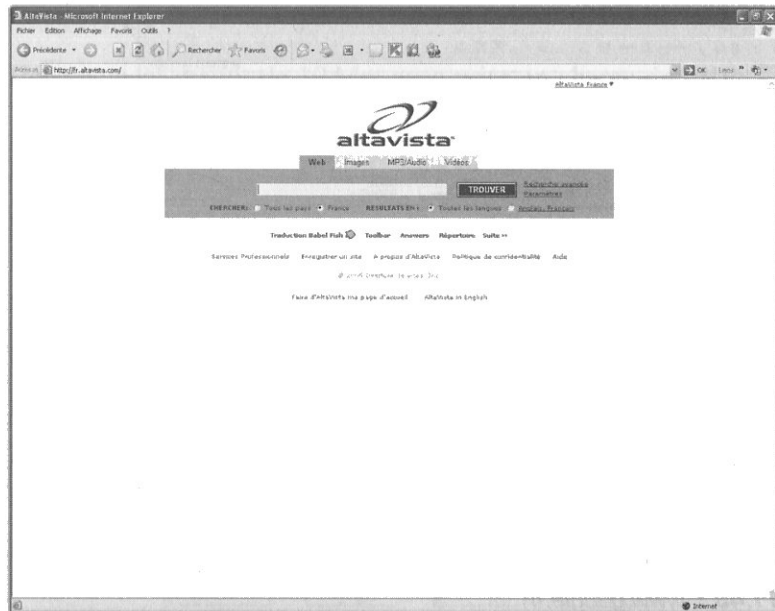 AltaVista - Microsoft Internet Explorer
Fichier Edition Affichage Favoris Outils ?
Précédente Rechercher Favoris
Adresse http://fr.altavista.com/ OK Liens »
AltaVista France
altavista
Web Images MP3/Audio Vidéos
TROUVER
Recherche avancée
Paramètres
CHERCHER: Tous les pays France RÉSULTATS EN : Toutes les langues Anglais, Français
Traduction Babel Fish Toolbar Answers Répertoire Suite »
Services Professionnels Enregistrer un site A propos d'AltaVista Politique de confidentialité Aide
Faire d'AltaVista ma page d'accueil AltaVista in English
Internet